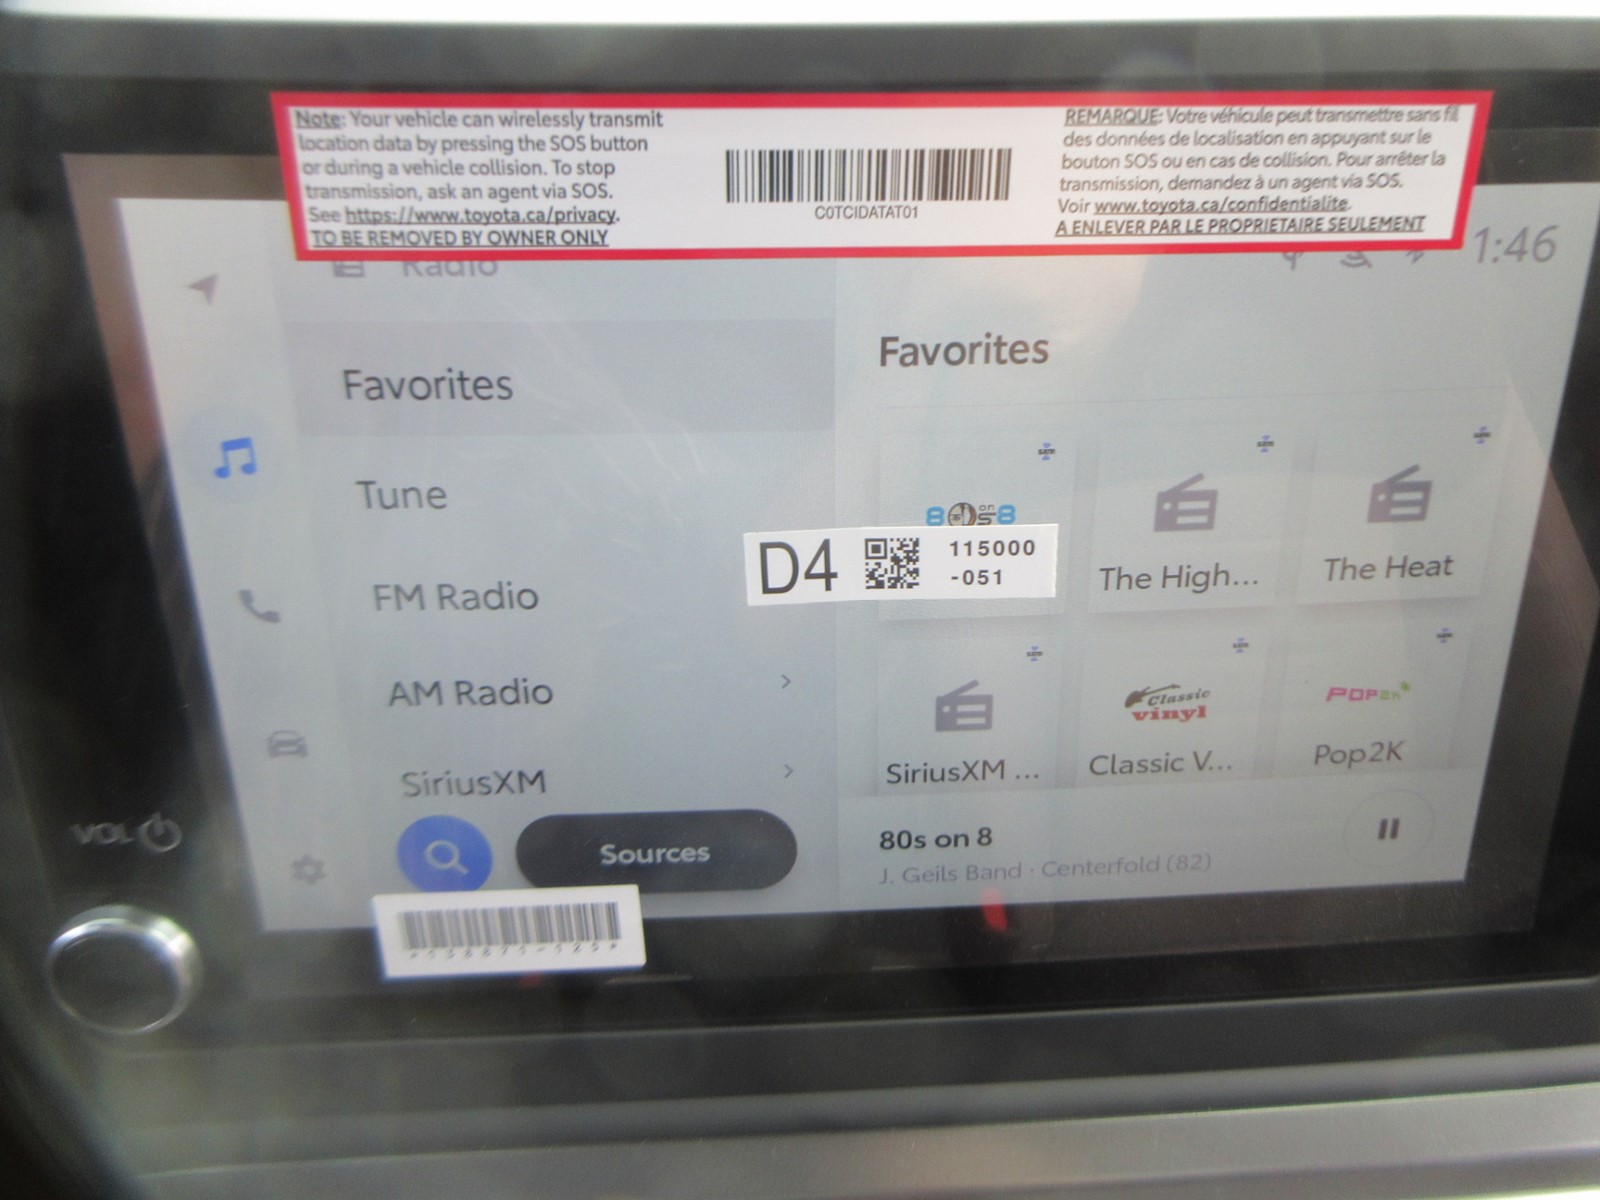 Note: Your vehicle can wirelessly transmit
location data by pressing the SOS button
or during a vehicle collision. To stop
transmission, ask an agent via SOS.
See https://www.toyota.ca/privacy.
TO BE REMOVED BY OWNER ONLY
C0TCIDATAT01
REMARQUE: Votre véhicule peut transmettre sans fil
des données de localisation en appuyant sur le
bouton SOS ou en cas de collision. Pour arrêter la
transmission, demandez à un agent via SOS.
Voir www.toyota.ca/confidentialite.
A ENLEVER PAR LE PROPRIETAIRE SEULEMENT
1:46
Radio
Favorites
Tune
FM Radio
AM Radio
SiriusXM
Sources
Favorites
8 on S 8
D4
115000
-051
The High...
The Heat
SiriusXM ...
Classic vinyl
Classic V...
POP2K
Pop2K
80s on 8
J. Geils Band · Centerfold (82)
VOL